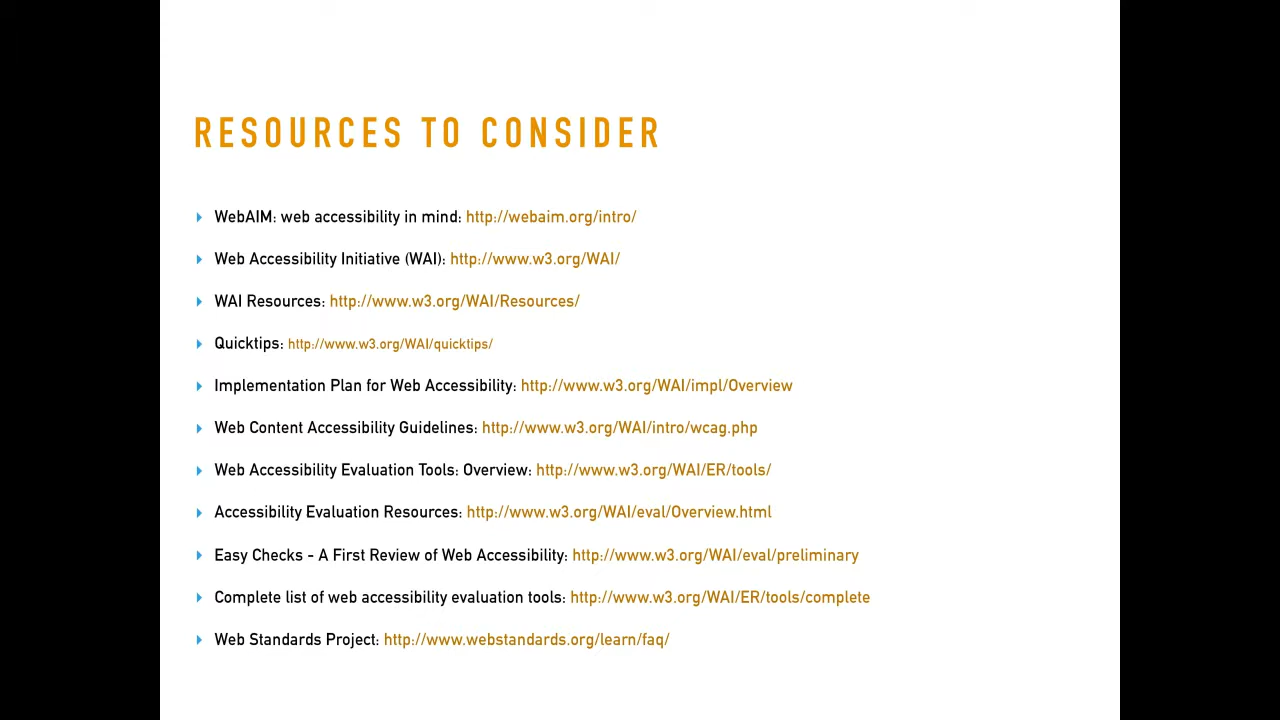 RESOURCES TO CONSIDER
WebAIM: web accessibility in mind: http://webaim.org/intro/
Web Accessibility Initiative (WAI): http://www.w3.org/WAI/
WAI Resources: http://www.w3.org/WAI/Resources/
Quicktips: http://www.w3.org/WAI/quicktips/
Implementation Plan for Web Accessibility: http://www.w3.org/WAI/impl/Overview
Web Content Accessibility Guidelines: http://www.w3.org/WAI/intro/wcag.php
Web Accessibility Evaluation Tools: Overview: http://www.w3.org/WAI/ER/tools/
Accessibility Evaluation Resources: http://www.w3.org/WAI/eval/Overview.html
Easy Checks - A First Review of Web Accessibility: http://www.w3.org/WAI/eval/preliminary
Complete list of web accessibility evaluation tools: http://www.w3.org/WAI/ER/tools/complete
Web Standards Project: http://www.webstandards.org/learn/faq/